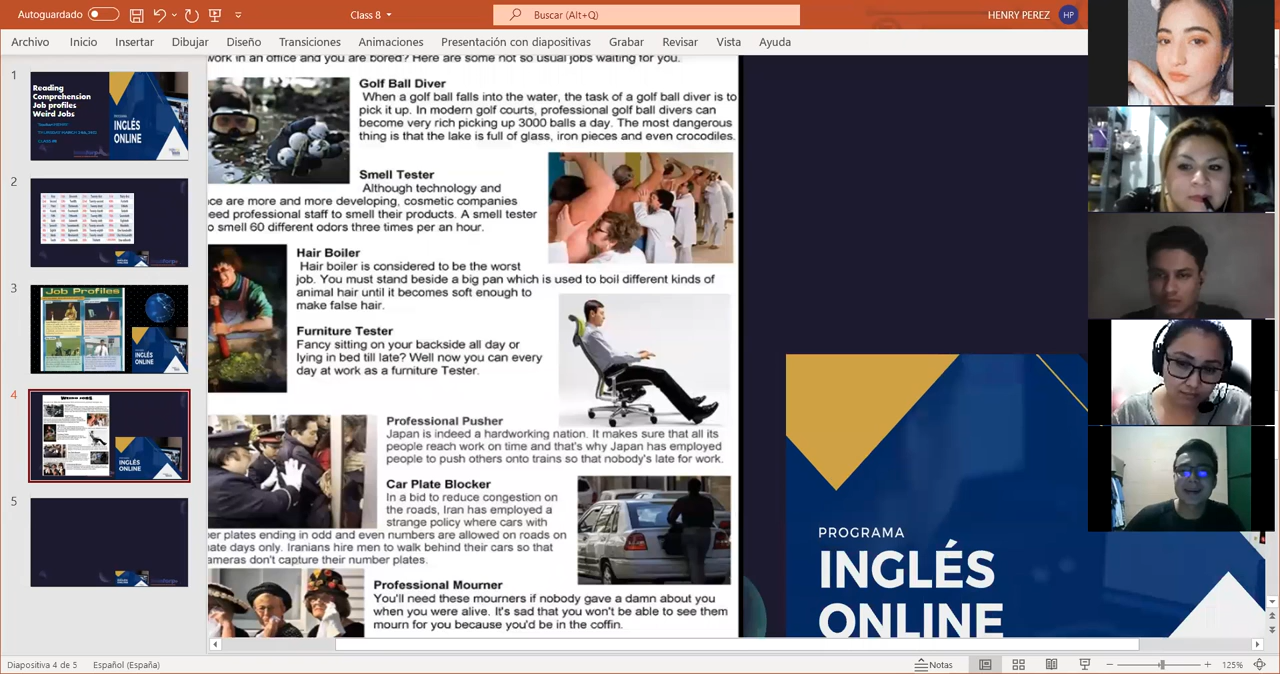 Autoguardado
Class 8
Buscar (Alt+Q)
HENRY PEREZ
HP
Archivo Inicio Insertar Dibujar Diseño Transiciones Animaciones Presentación con diapositivas Grabar Revisar Vista Ayuda
1
Reading
Comprehension
Job profiles
Weird Jobs
INGLÉS
ONLINE
2
3
Job Profiles
INGLÉS
ONLINE
4
INGLÉS
ONLINE
5
work in an office and you are bored? Here are some not so usual jobs waiting for you.
Golf Ball Diver
When a golf ball falls into the water, the task of a golf ball diver is to
pick it up. In modern golf courts, professional golf ball divers can
become very rich picking up 3000 balls a day. The most dangerous
thing is that the lake is full of glass, iron pieces and even crocodiles.
Smell Tester
Although technology and
ce are more and more developing, cosmetic companies
eed professional staff to smell their products. A smell tester
o smell 60 different odors three times per an hour.
Hair Boiler
Hair boiler is considered to be the worst
job. You must stand beside a big pan which is used to boil different kinds of
animal hair until it becomes soft enough to
make false hair.
Furniture Tester
Fancy sitting on your backside all day or
lying in bed till late? Well now you can every
day at work as a furniture Tester.
Professional Pusher
Japan is indeed a hardworking nation. It makes sure that all its
people reach work on time and that's why Japan has employed
people to push others onto trains so that nobody's late for work.
Car Plate Blocker
In a bid to reduce congestion on
the roads, Iran has employed a
strange policy where cars with
er plates ending in odd and even numbers are allowed on roads on
ate days only. Iranians hire men to walk behind their cars so that
ameras don't capture their number plates.
Professional Mourner
You'll need these mourners if nobody gave a damn about you
when you were alive. It's sad that you won't be able to see them
mourn for you because you'd be in the coffin.
PROGRAMA
INGLÉS
ONLINE
Diapositiva 4 de 5 Español (España)
Notas
125%